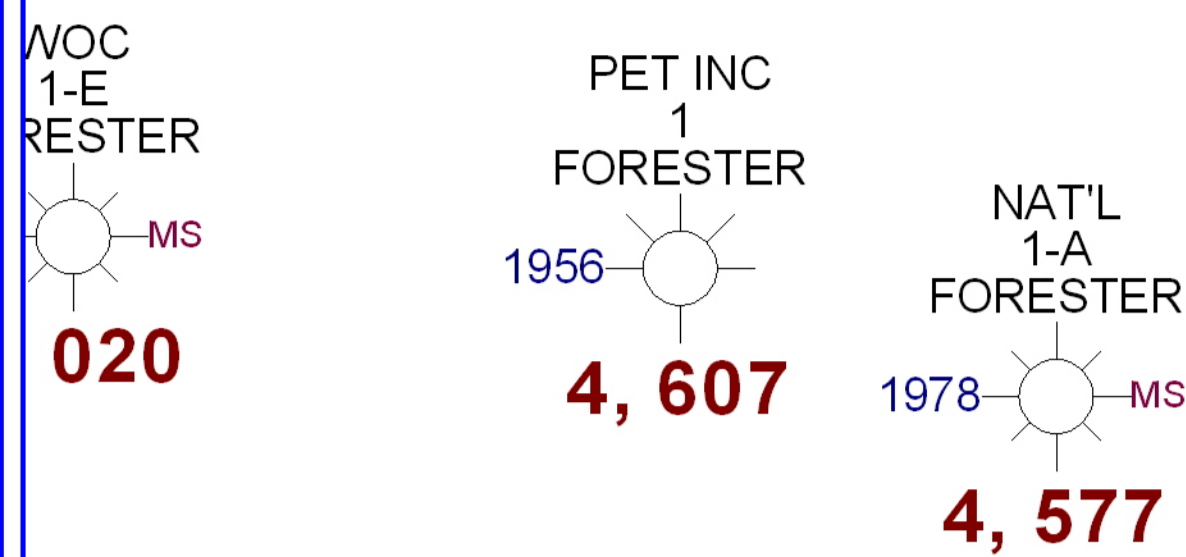 WOC
1-E
RESTER
MS
020
PET INC
1
FORESTER
1956
4, 607
NAT'L
1-A
FORESTER
1978
MS
4, 577